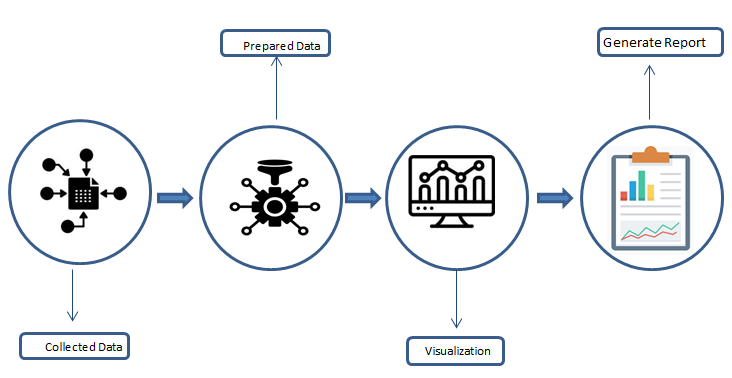 Prepared Data
Generate Report
Collected Data
Visualization